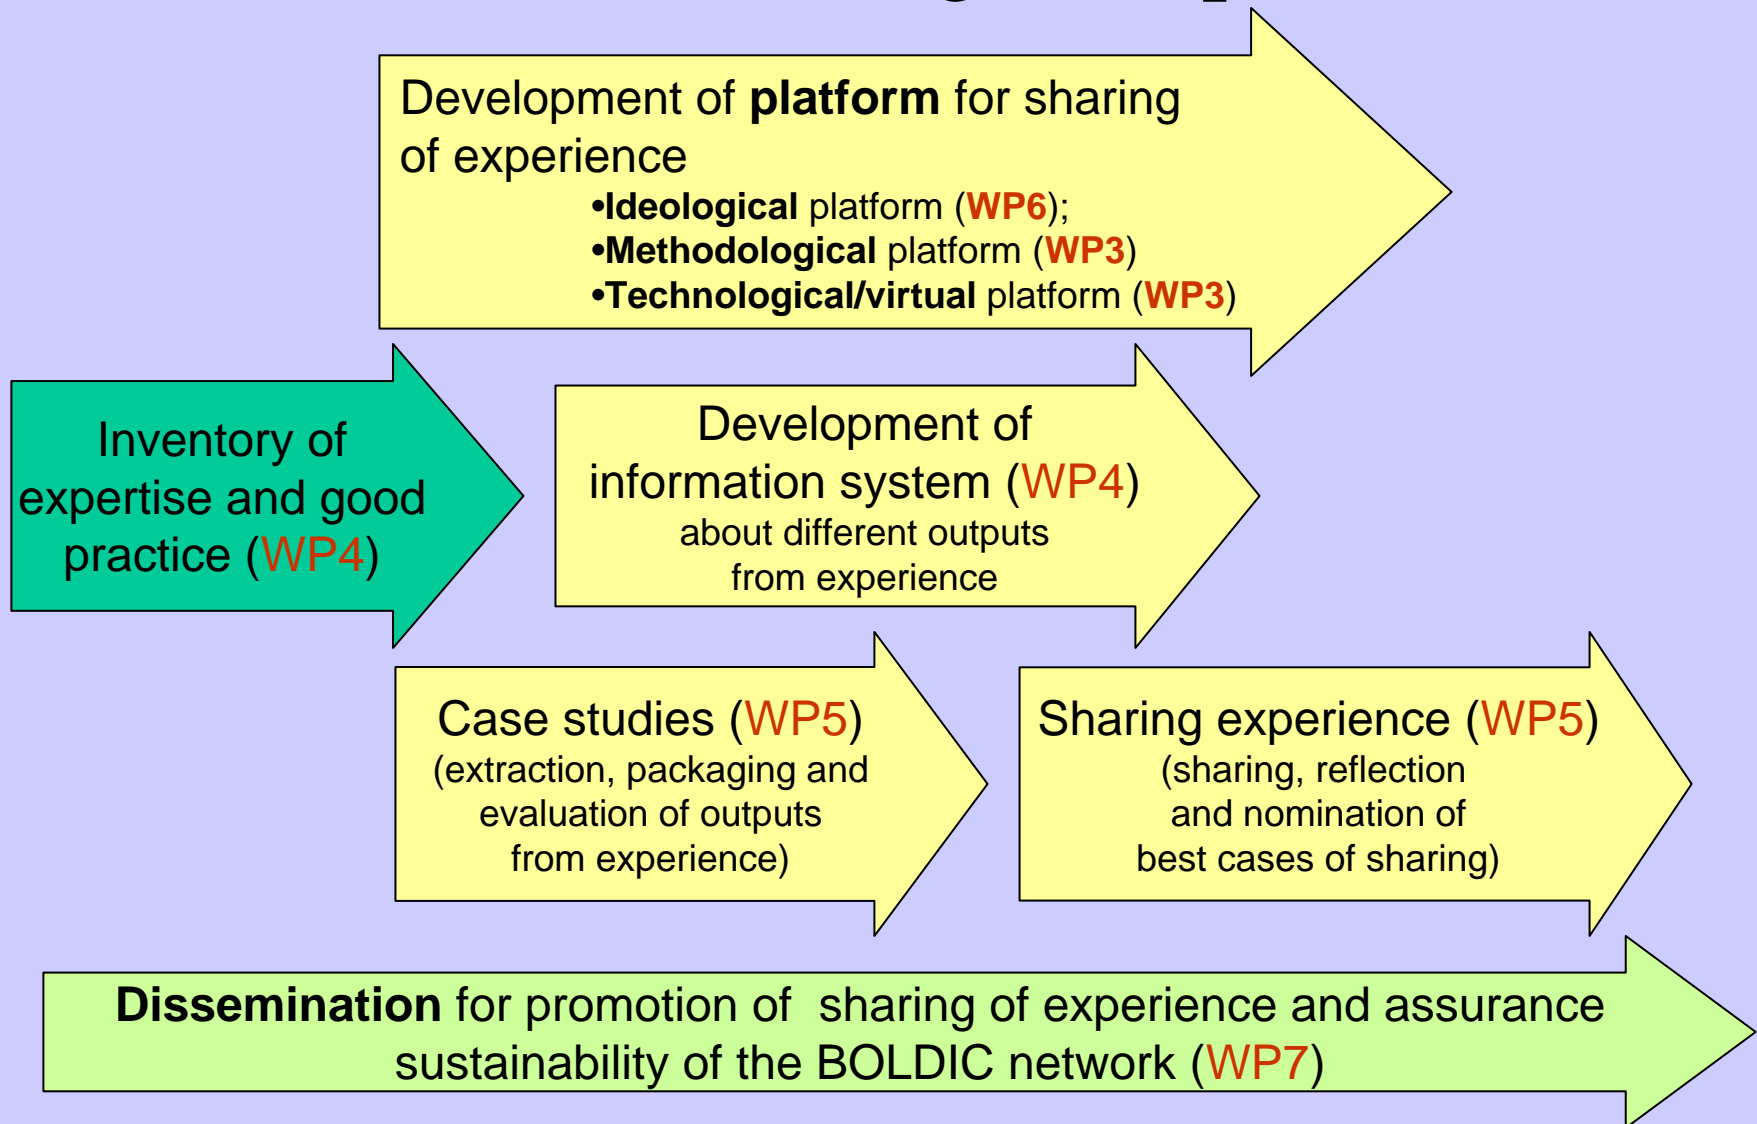 Development of platform for sharing
of experience
•Ideological platform (WP6);
•Methodological platform (WP3)
•Technological/virtual platform (WP3)
Inventory of
expertise and good
practice (WP4)
Development of
information system (WP4)
about different outputs
from experience
Case studies (WP5)
(extraction, packaging and
evaluation of outputs
from experience)
Sharing experience (WP5)
(sharing, reflection
and nomination of
best cases of sharing)
Dissemination for promotion of  sharing of experience and assurance
sustainability of the BOLDIC network (WP7)